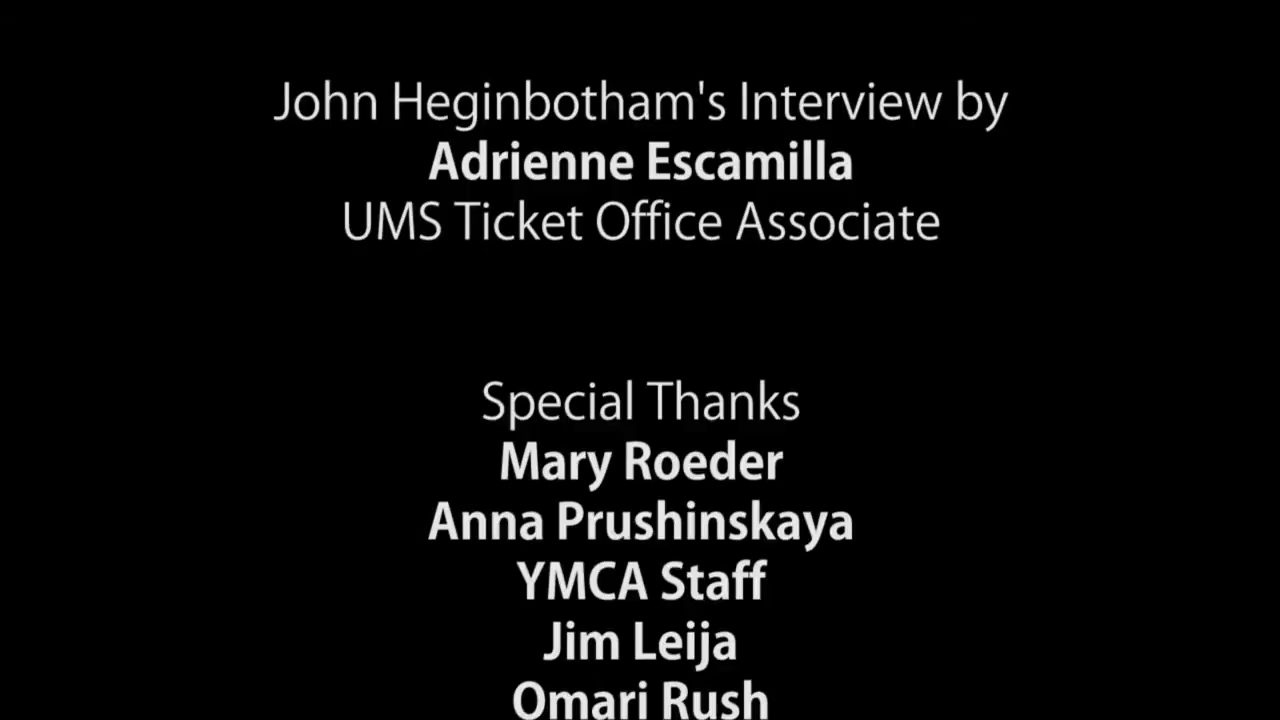 John Heginbotham's Interview by
Adrienne Escamilla
UMS Ticket Office Associate
Special Thanks
Mary Roeder
Anna Prushinskaya
YMCA Staff
Jim Leija
Omari Rush